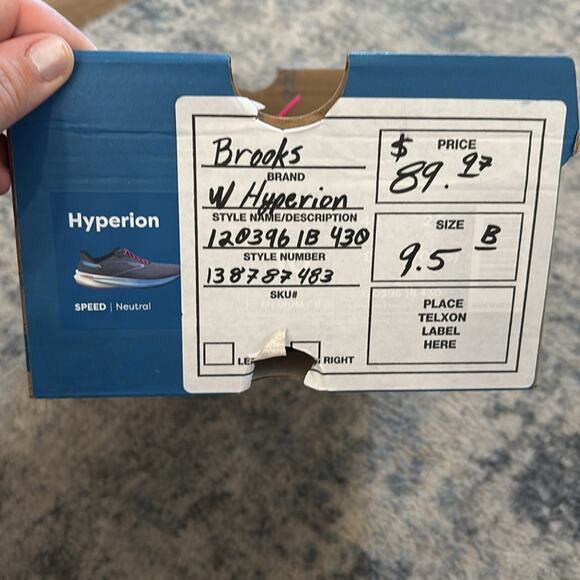 Hyperion
SPEED | Neutral
Brooks
BRAND
W Hyperion
STYLE NAME/DESCRIPTION
120396 1B 430
STYLE NUMBER
138787483
SKU#
RIGHT
$ PRICE
89.97
SIZE
9.5 B
PLACE
TELXON
LABEL
HERE